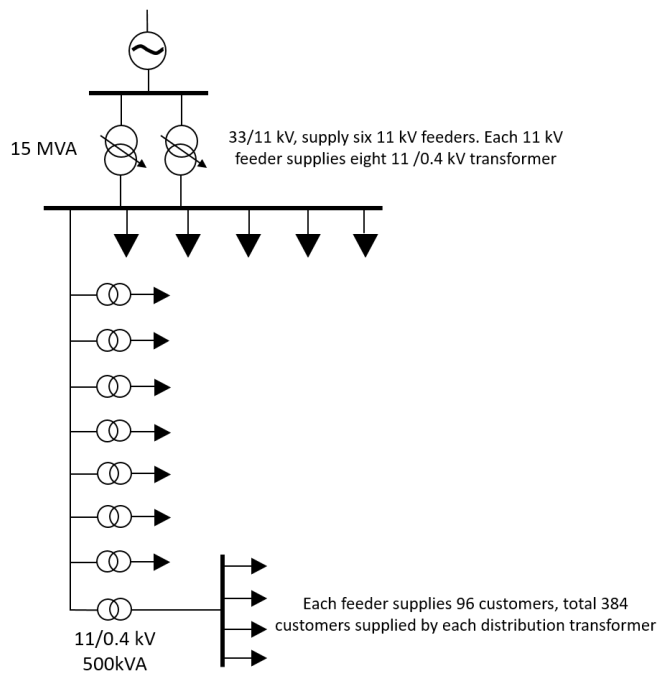 15 MVA
33/11 kV, supply six 11 kV feeders. Each 11 kV
feeder supplies eight 11 /0.4 kV transformer
Each feeder supplies 96 customers, total 384
customers supplied by each distribution transformer
11/0.4 kV
500kVA